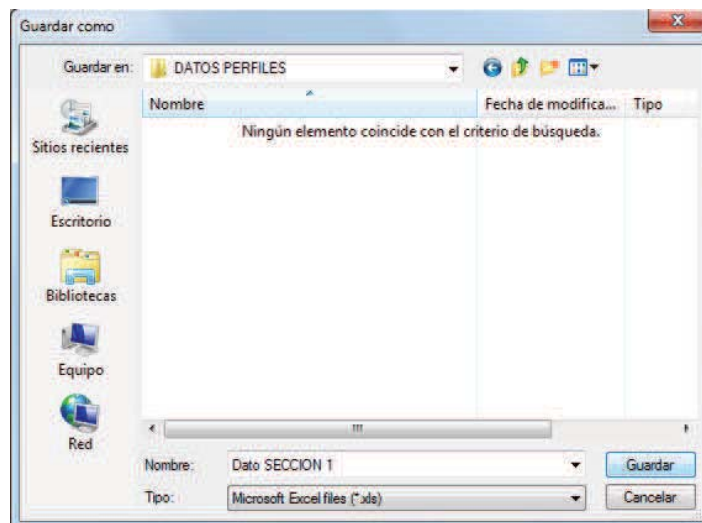 Guardar como
Guardar en: DATOS PERFILES
Nombre Fecha de modifica... Tipo
Ningún elemento coincide con el criterio de búsqueda.
Sitios recientes
Escritorio
Bibliotecas
Equipo
Red
Nombre: Dato SECCION 1 Guardar
Tipo: Microsoft Excel files (*.xls) Cancelar